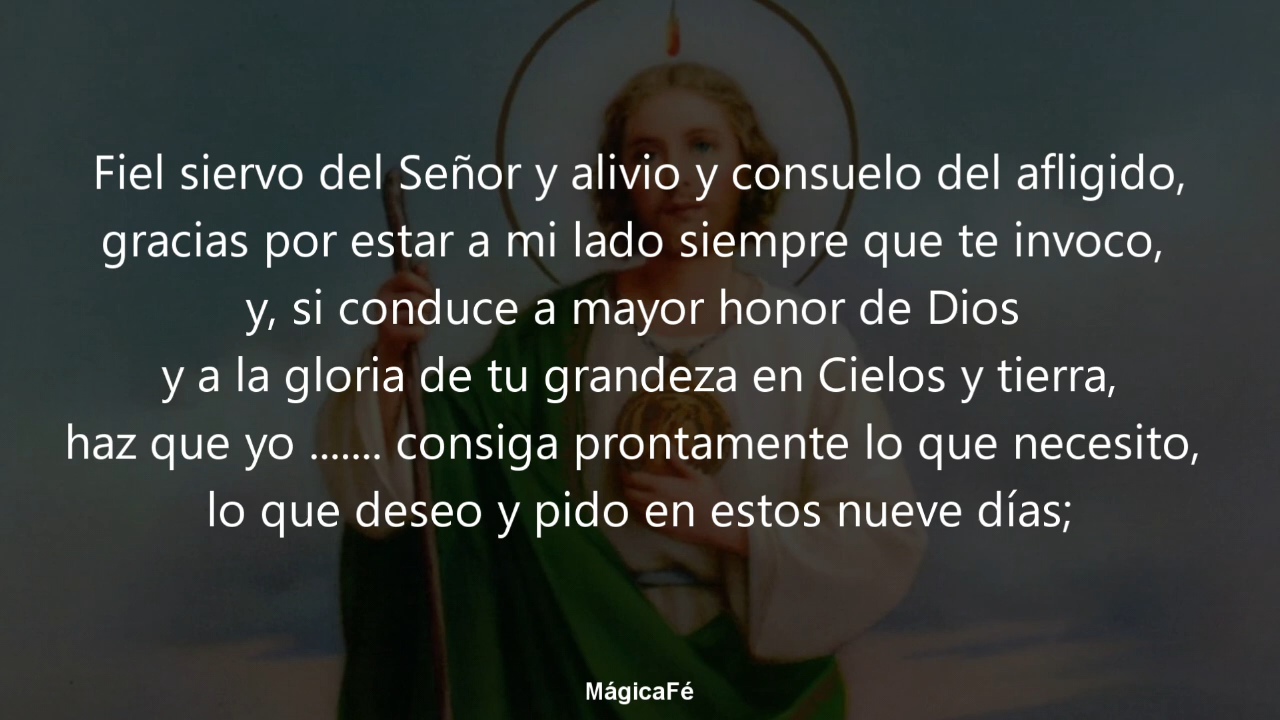 Fiel siervo del Señor y alivio y consuelo del afligido,
gracias por estar a mi lado siempre que te invoco,
y, si conduce a mayor honor de Dios
y a la gloria de tu grandeza en Cielos y tierra,
haz que yo ....... consiga prontamente lo que necesito,
lo que deseo y pido en estos nueve días;
MágicaFé